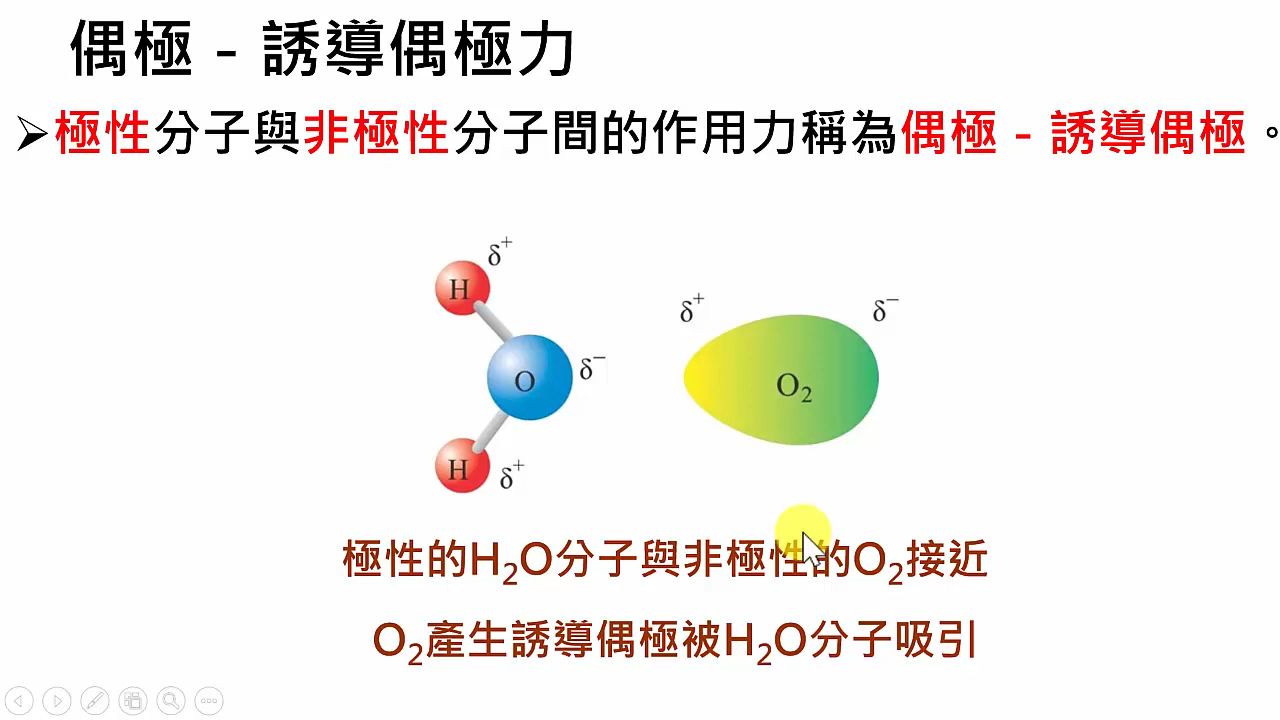 偶極 - 誘導偶極力
➢極性分子與非極性分子間的作用力稱為偶極 - 誘導偶極。
δ⁺
H
δ⁺
δ⁻
O
δ⁻
O₂
H
δ⁺
極性的H₂O分子與非極性的O₂接近
O₂產生誘導偶極被H₂O分子吸引